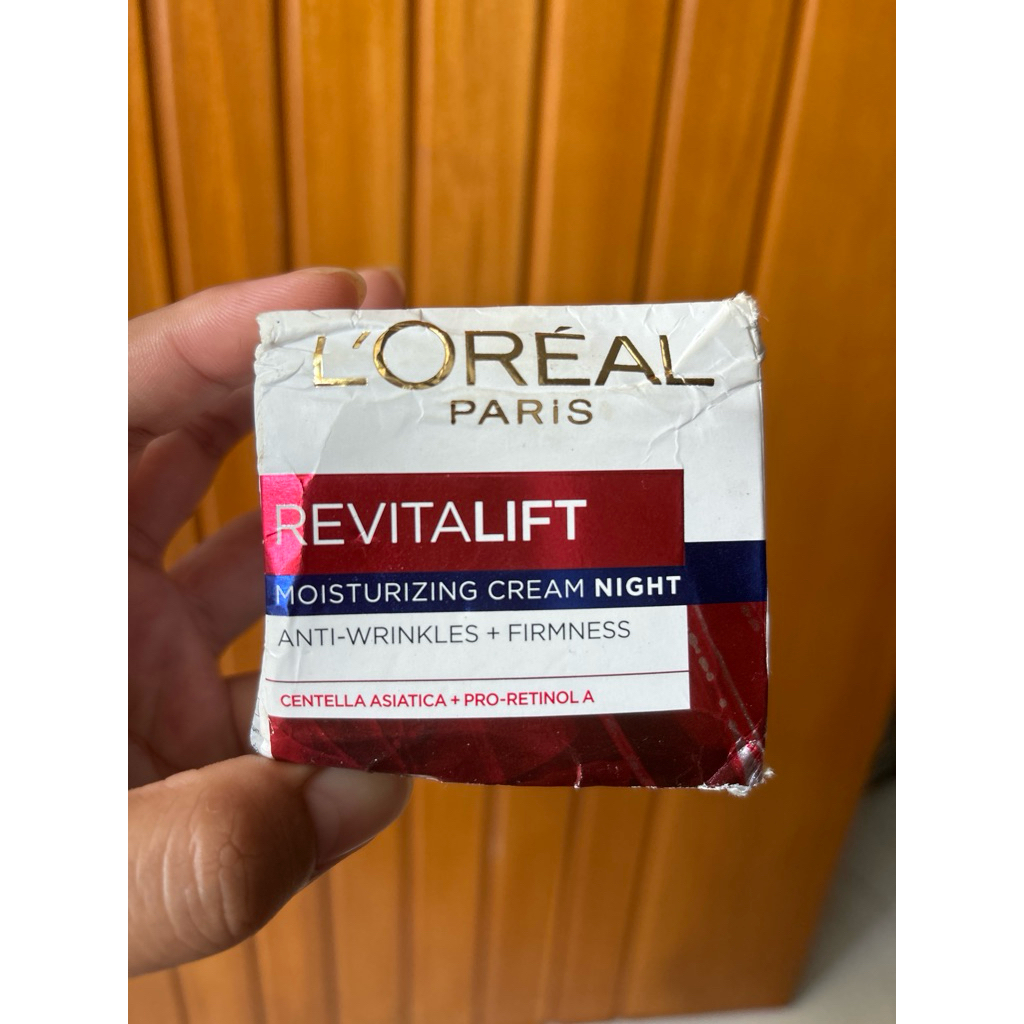 L'ORÉAL
PARiS
REVITALIFT
MOISTURIZING CREAM NIGHT
ANTI-WRINKLES + FIRMNESS
CENTELLA ASIATICA + PRO-RETINOL A